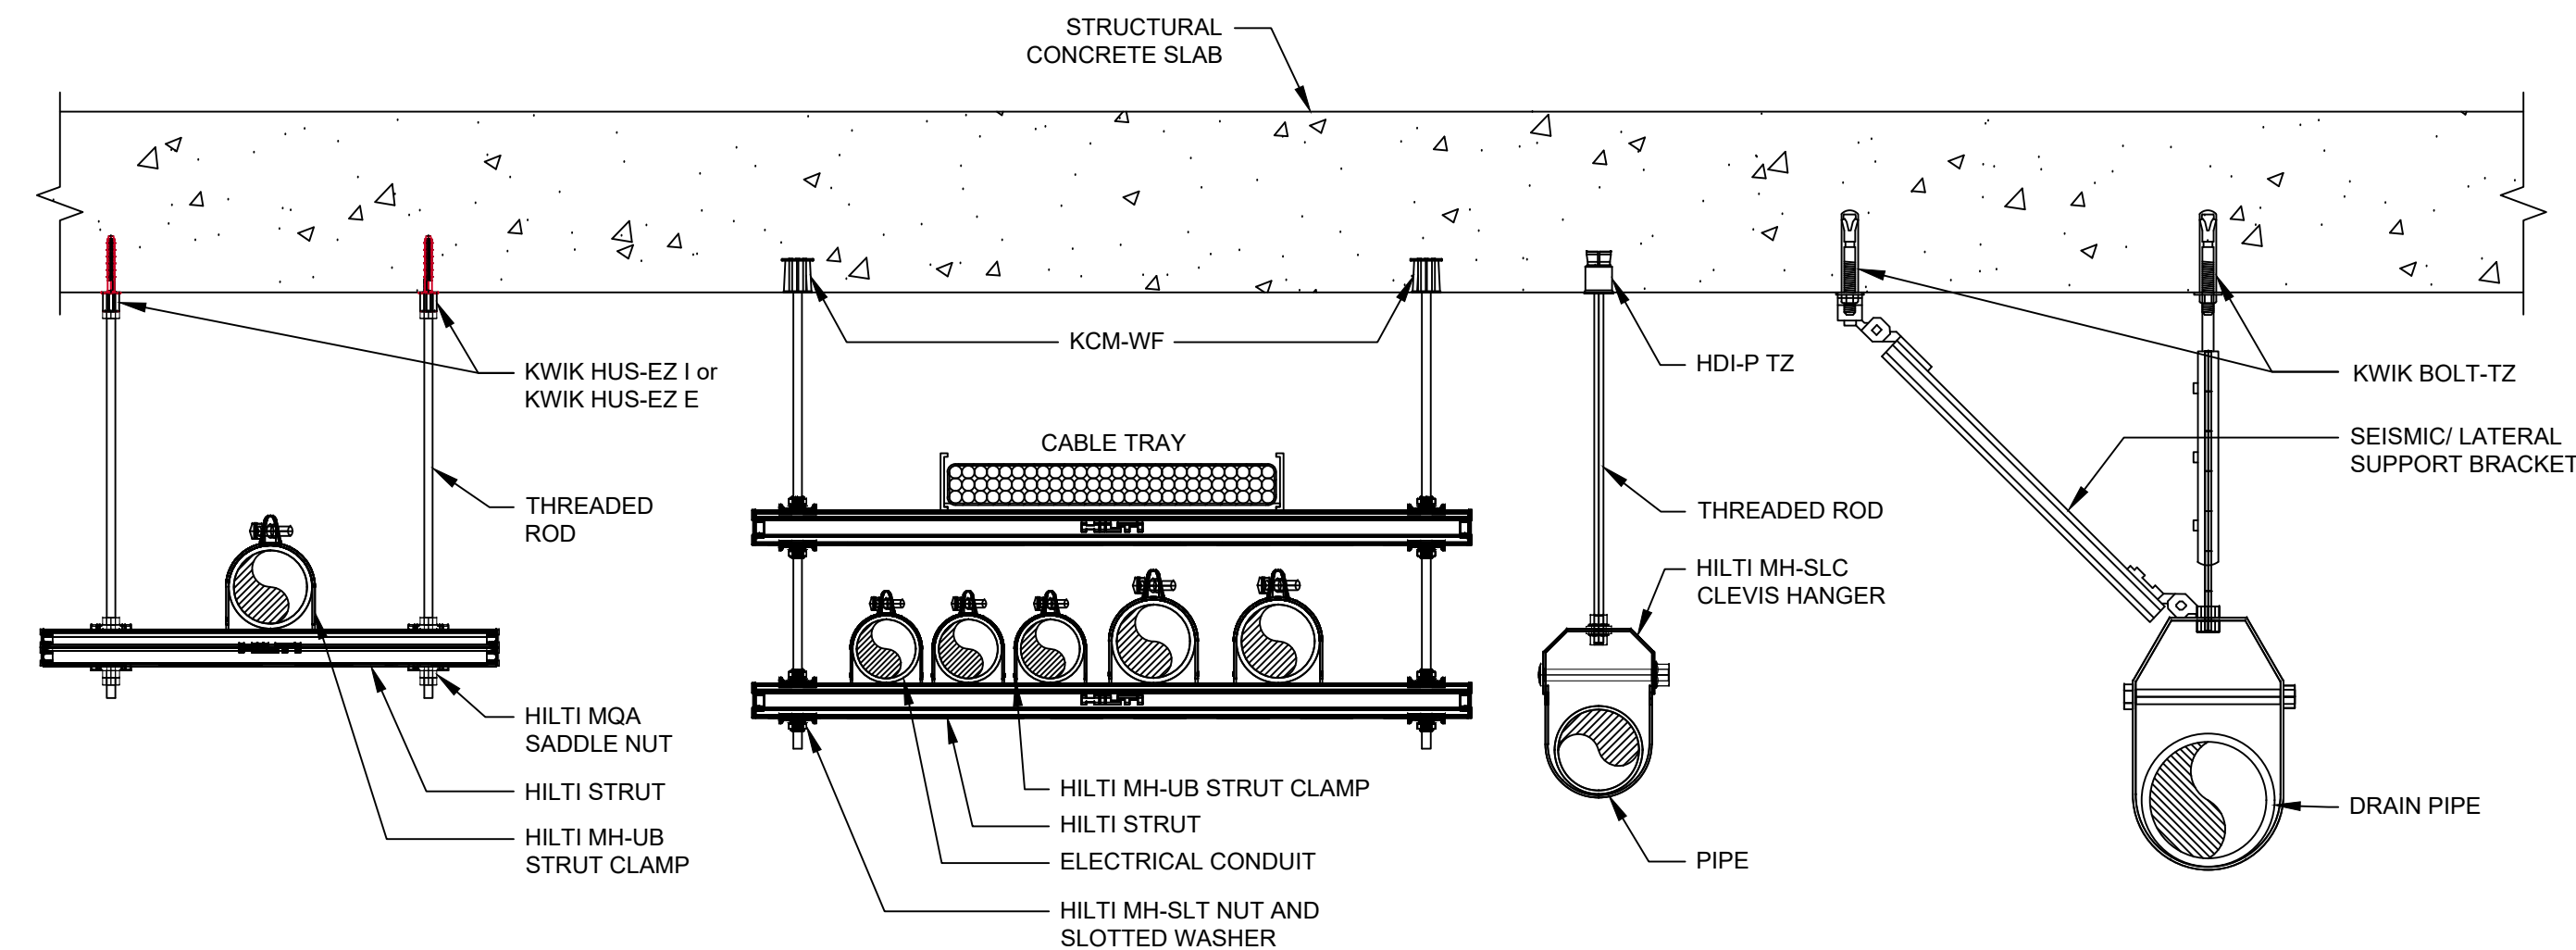 STRUCTURAL
CONCRETE SLAB
KWIK HUS-EZ I or
KWIK HUS-EZ E
THREADED
ROD
HILTI MQA
SADDLE NUT
HILTI STRUT
HILTI MH-UB
STRUT CLAMP
KCM-WF
CABLE TRAY
HILTI MH-UB STRUT CLAMP
HILTI STRUT
ELECTRICAL CONDUIT
HILTI MH-SLT NUT AND
SLOTTED WASHER
HDI-P TZ
THREADED ROD
HILTI MH-SLC
CLEVIS HANGER
PIPE
KWIK BOLT-TZ
SEISMIC/ LATERAL
SUPPORT BRACKET
DRAIN PIPE